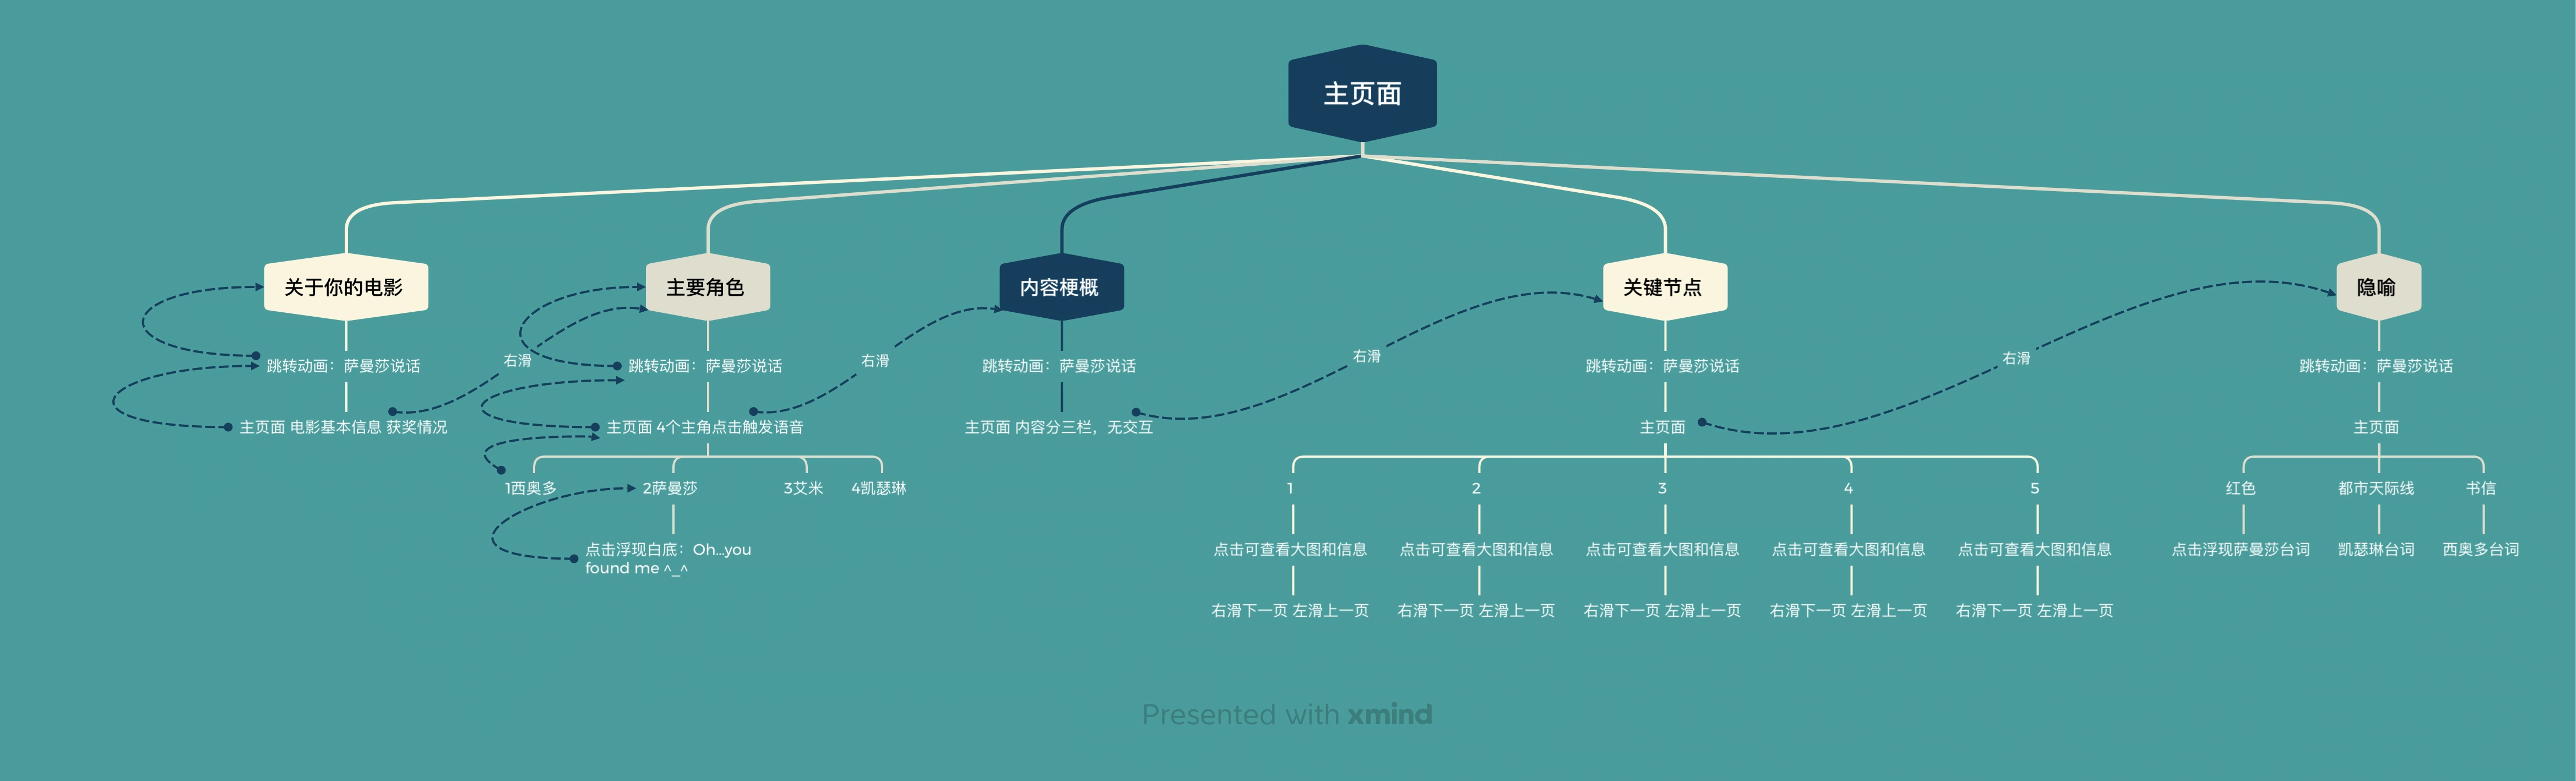 主页面
关于你的电影
主要角色
内容梗概
关键节点
隐喻
跳转动画：萨曼莎说话
右滑
跳转动画：萨曼莎说话
右滑
跳转动画：萨曼莎说话
右滑
跳转动画：萨曼莎说话
右滑
跳转动画：萨曼莎说话
主页面 电影基本信息 获奖情况
主页面 4个主角点击触发语音
主页面 内容分三栏，无交互
主页面
主页面
1西奥多
2萨曼莎
3艾米
4凯瑟琳
1
2
3
4
5
红色
都市天际线
书信
点击浮现白底：Oh...you
found me ^_^
点击可查看大图和信息
点击可查看大图和信息
点击可查看大图和信息
点击可查看大图和信息
点击可查看大图和信息
点击浮现萨曼莎台词
凯瑟琳台词
西奥多台词
右滑下一页 左滑上一页
右滑下一页 左滑上一页
右滑下一页 左滑上一页
右滑下一页 左滑上一页
右滑下一页 左滑上一页
Presented with xmind